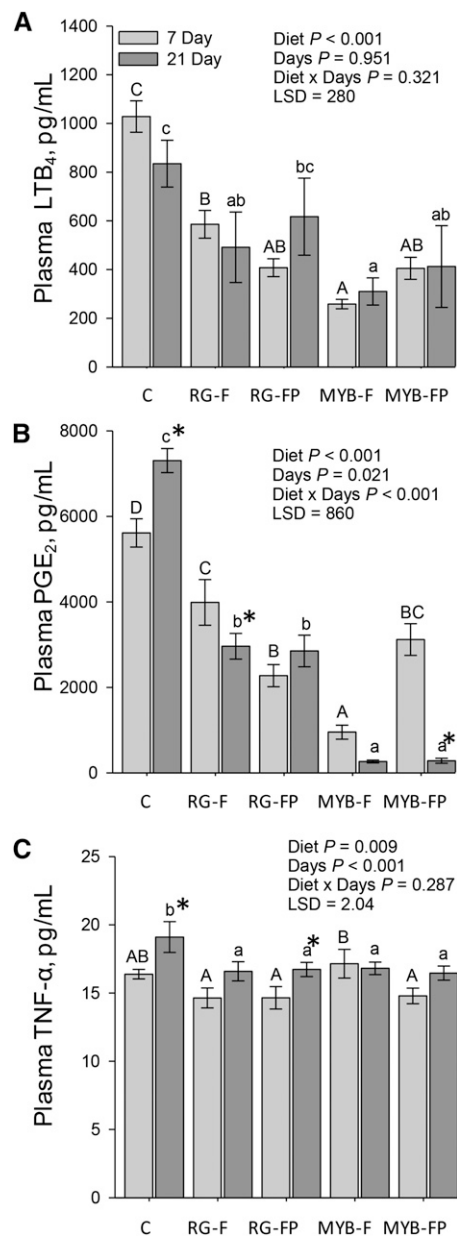 A
Plasma LTB4, pg/mL
1400
1200
1000
800
600
400
200
0
7 Day
21 Day
Diet P < 0.001
Days P = 0.951
Diet x Days P = 0.321
LSD = 280
C c B ab AB bc A a AB ab
C RG-F RG-FP MYB-F MYB-FP
B
Plasma PGE2, pg/mL
8000
6000
4000
2000
0
Diet P < 0.001
Days P = 0.021
Diet x Days P < 0.001
LSD = 860
D c* C b* B b A a BC a*
C RG-F RG-FP MYB-F MYB-FP
C
Plasma TNF-α, pg/mL
25
20
15
10
5
0
Diet P = 0.009
Days P < 0.001
Diet x Days P = 0.287
LSD = 2.04
AB b* A a A a* B a A a
C RG-F RG-FP MYB-F MYB-FP